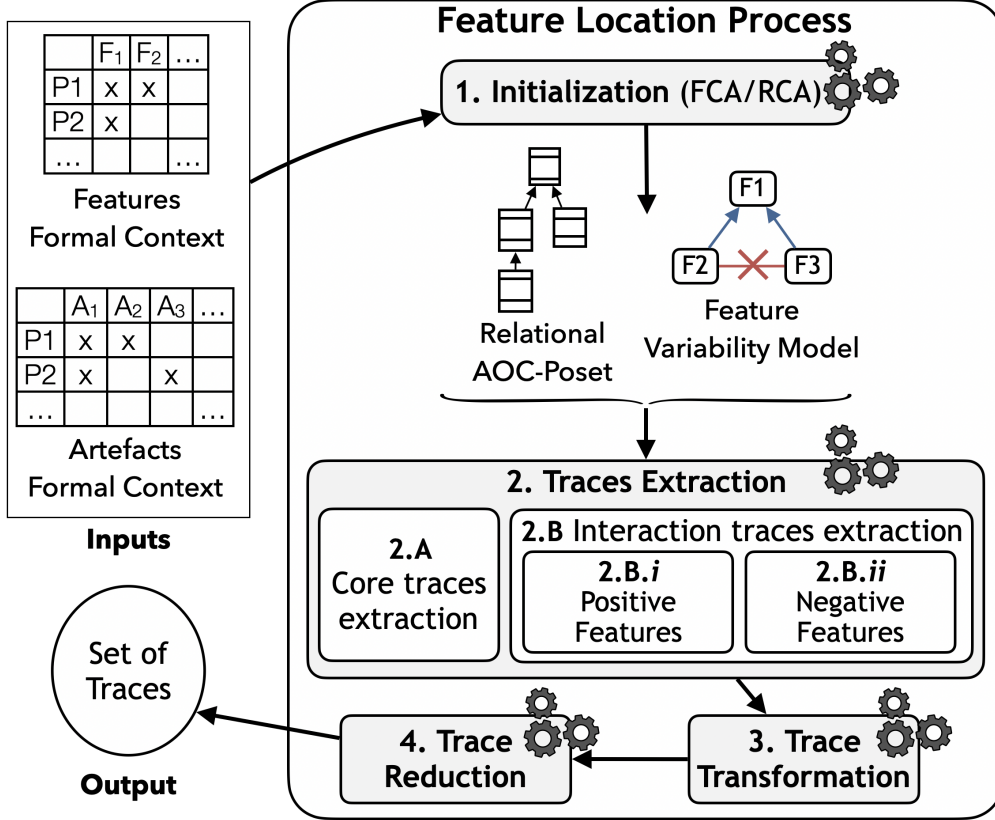 Feature Location Process
F₁ F₂ ...
P1 x x
P2 x
... ...
Features
Formal Context
A₁ A₂ A₃ ...
P1 x x
P2 x x
... ...
Artefacts
Formal Context
Inputs
1. Initialization (FCA/RCA)
Relational
AOC-Poset
F1
F2 F3
Feature
Variability Model
2. Traces Extraction
2.A
Core traces
extraction
2.B Interaction traces extraction
2.B.i
Positive
Features
2.B.ii
Negative
Features
3. Trace
Transformation
4. Trace
Reduction
Set of
Traces
Output